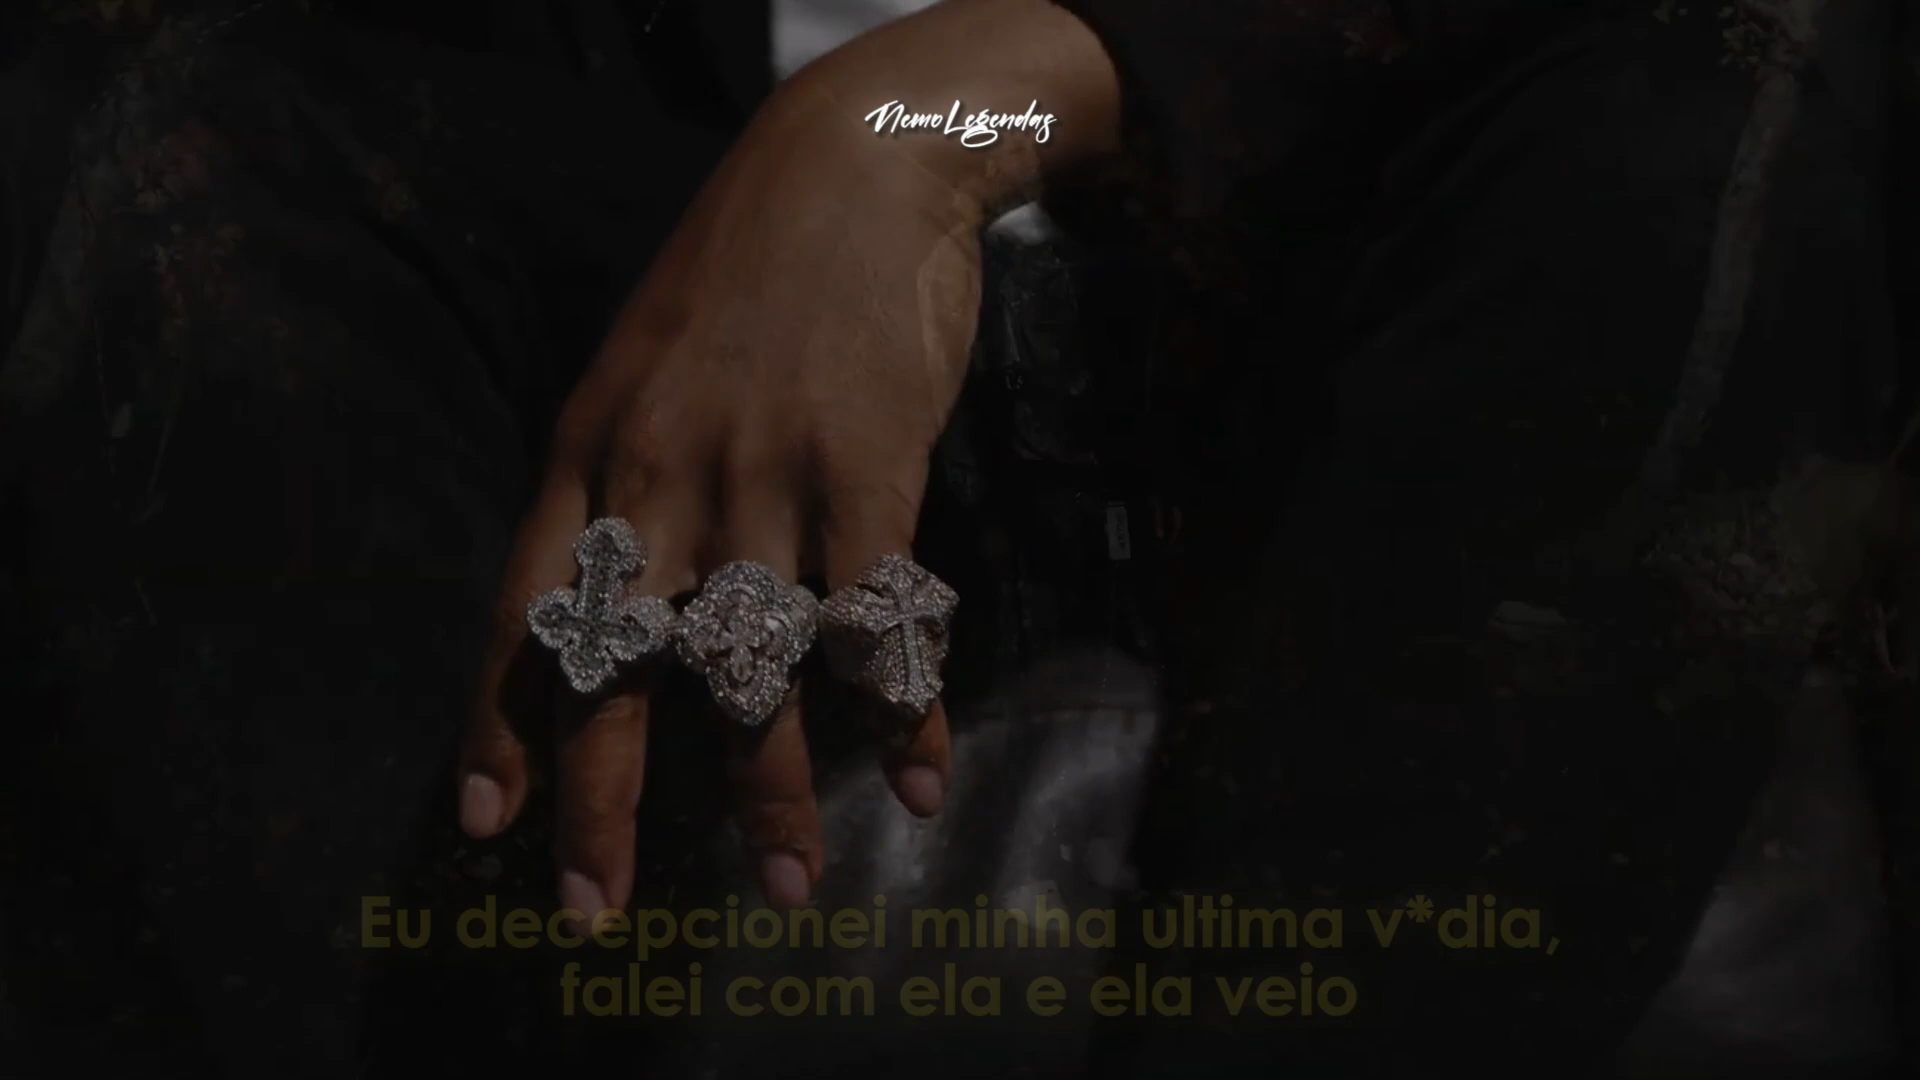 Nemo Legendas
Eu decepcionei minha ultima v*dia,
falei com ela e ela veio